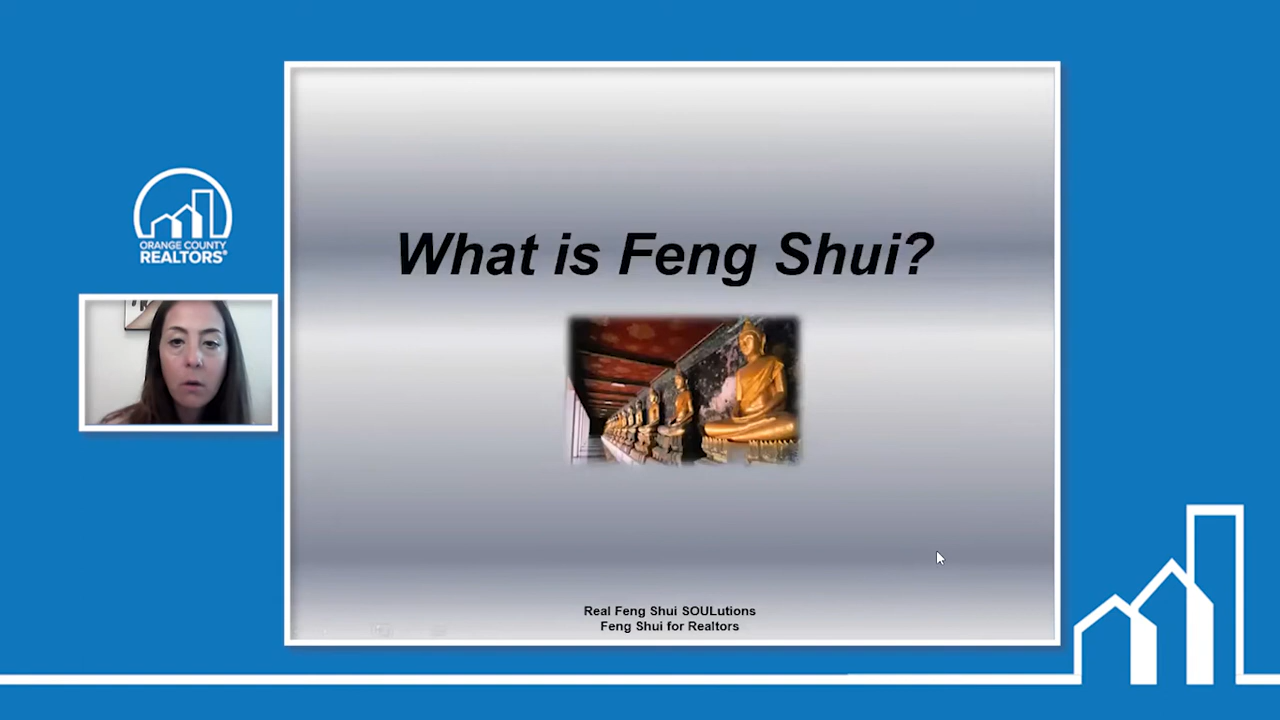 ORANGE COUNTY
REALTORS®
What is Feng Shui?
Real Feng Shui SOULutions
Feng Shui for Realtors